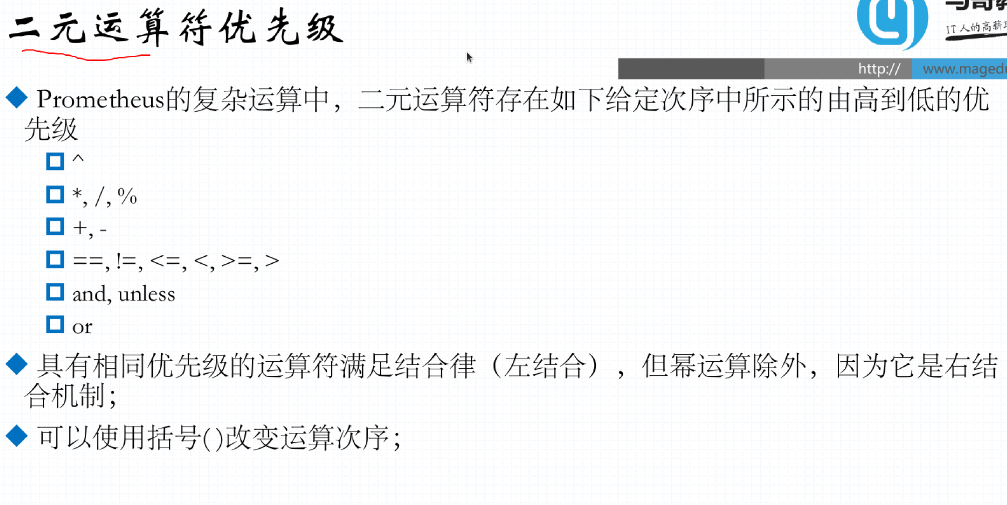 二元运算符优先级
IT人的高薪
http://
www.magedu
Prometheus的复杂运算中，二元运算符存在如下给定次序中所示的由高到低的优
先级
^
*, /, %
+, -
==, !=, <=, <, >=, >
and, unless
or
具有相同优先级的运算符满足结合律（左结合），但幂运算除外，因为它是右结
合机制；
可以使用括号()改变运算次序；